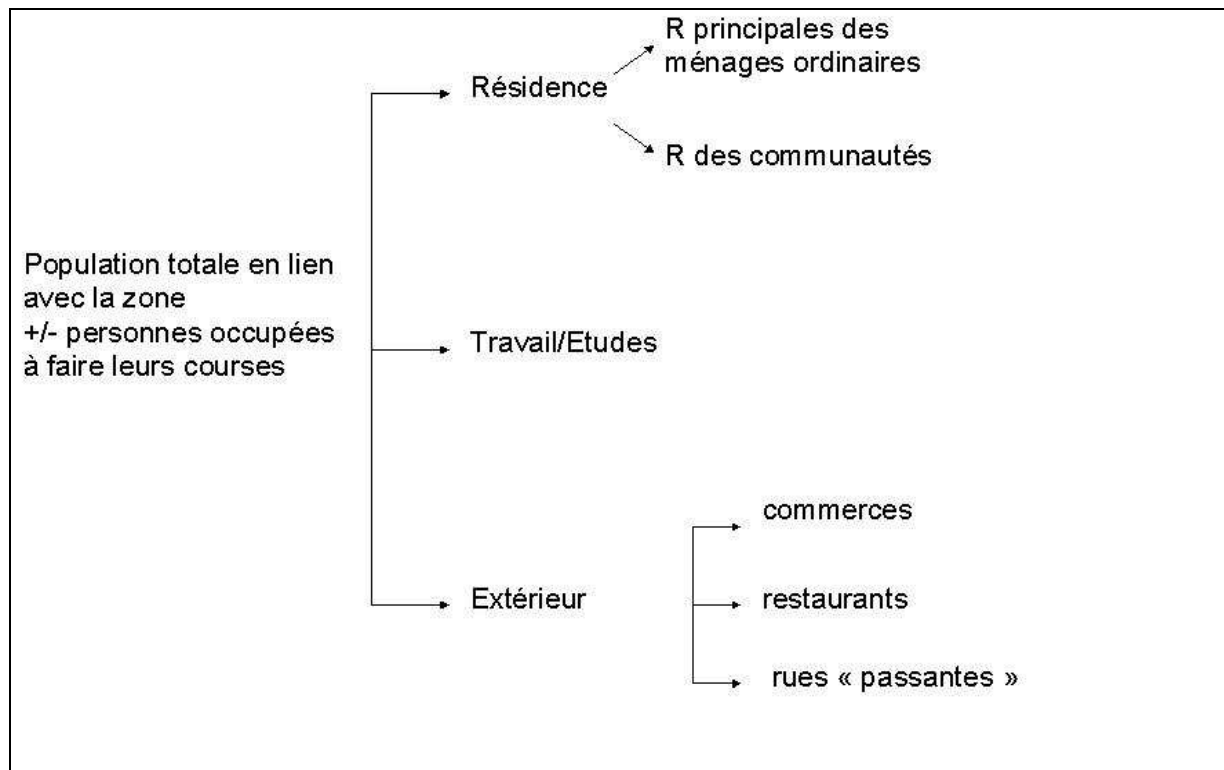 R principales des
ménages ordinaires
Résidence
R des communautés
Population totale en lien
avec la zone
+/- personnes occupées
à faire leurs courses
Travail/Etudes
commerces
Extérieur
restaurants
rues « passantes »